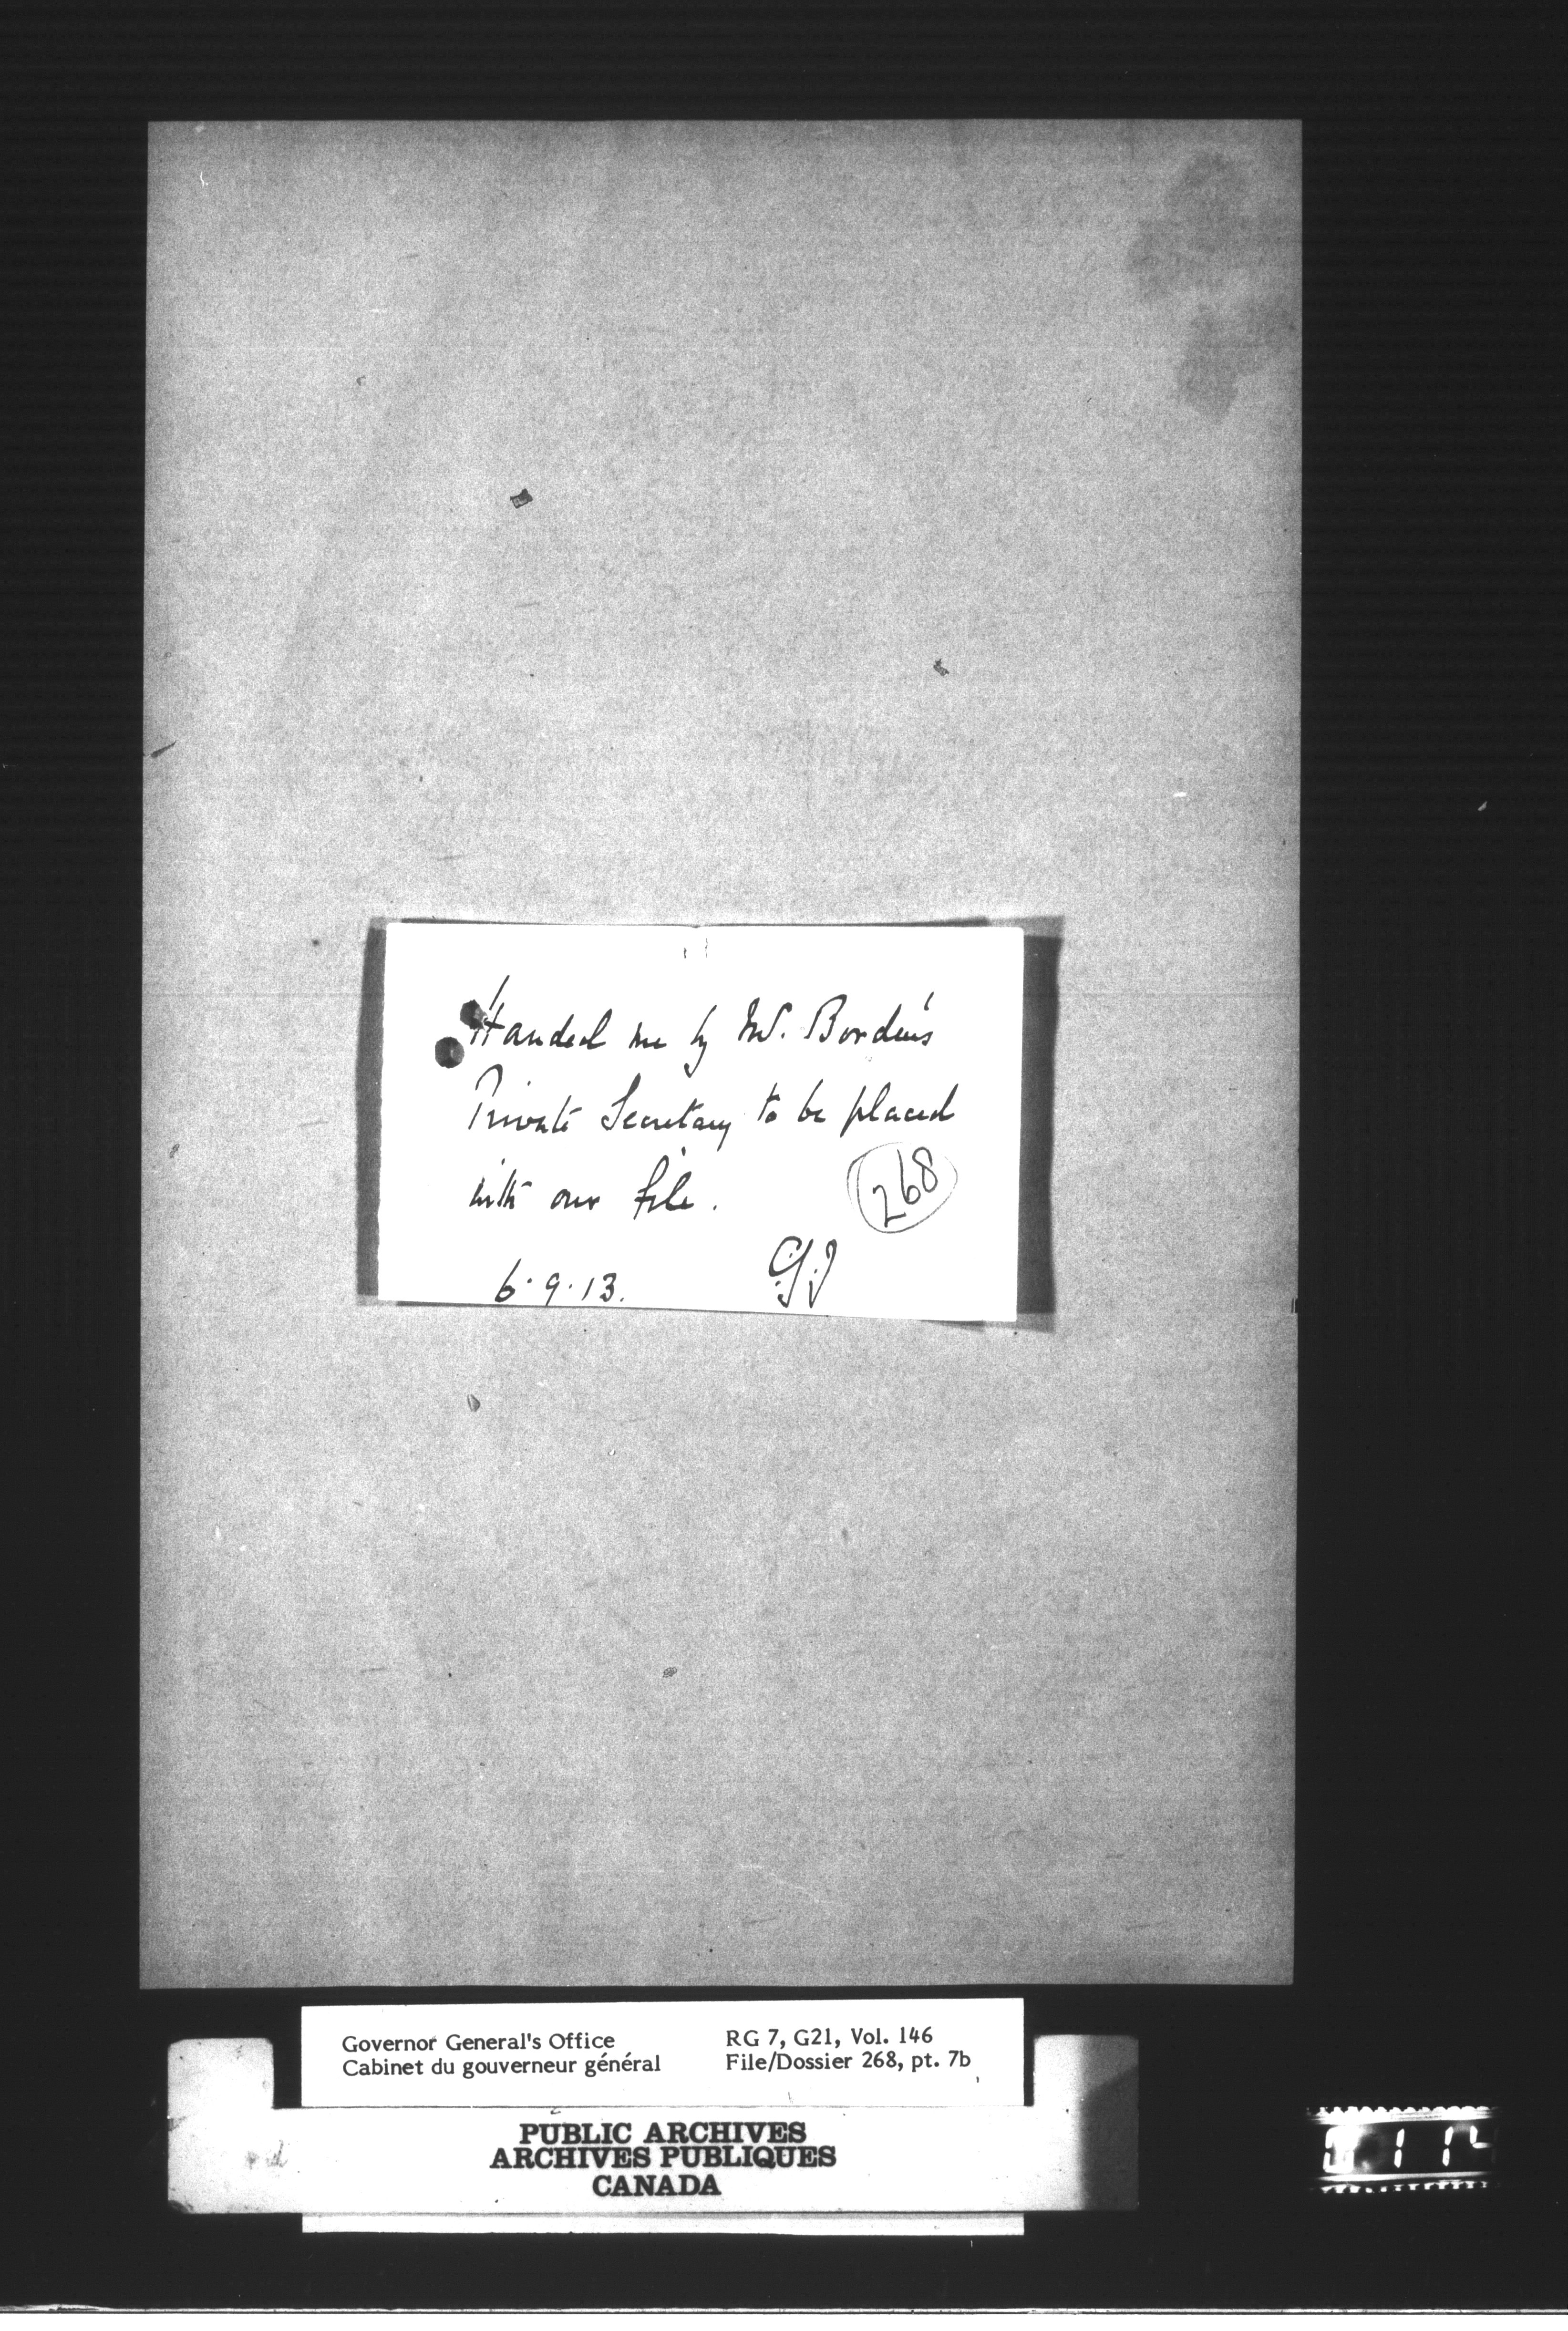 Handed me by Mr. Borden's
Private Secretary to be placed
with our file.
268
6.9.13.
Governor General's Office
Cabinet du gouverneur général
RG 7, G21, Vol. 146
File/Dossier 268, pt. 7b
PUBLIC ARCHIVES
ARCHIVES PUBLIQUES
CANADA